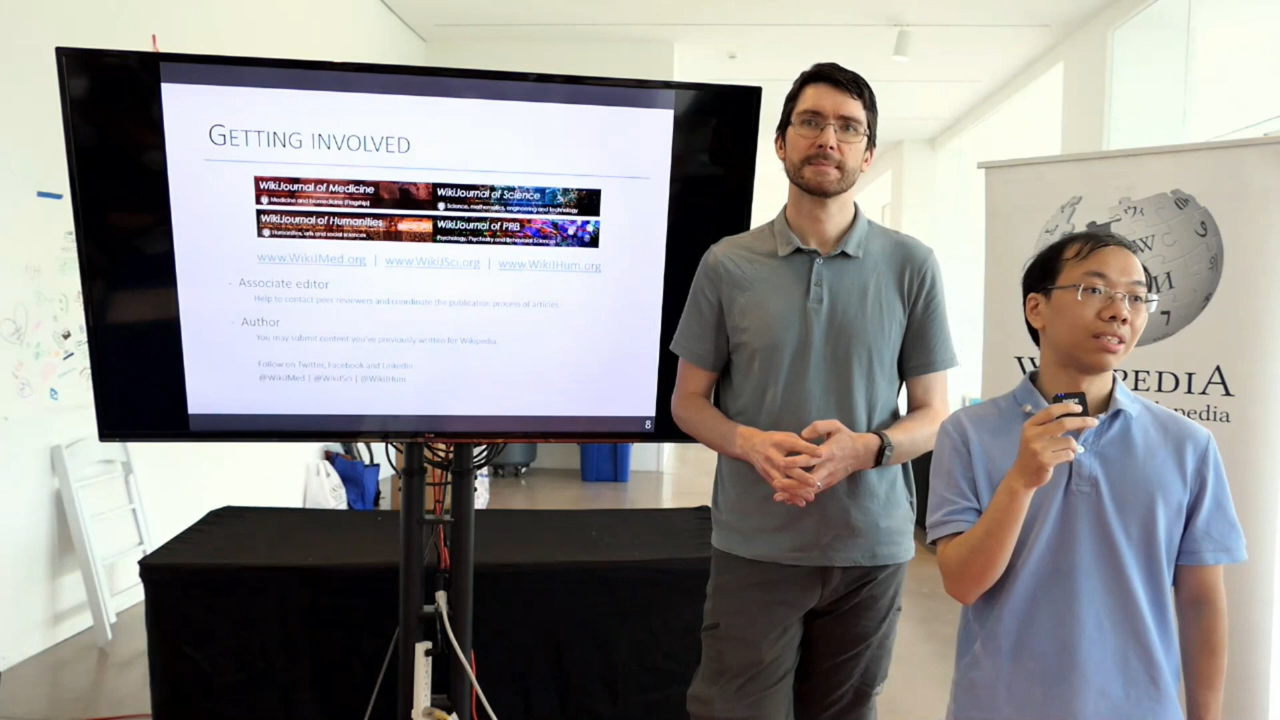 GETTING INVOLVED
WikiJournal of Medicine
Medicine and biomedicine (Flagship)
WikiJournal of Science
Science, mathematics, engineering and technology
WikiJournal of Humanities
Humanities, arts and social sciences
WikiJournal of PPB
Psychology, Psychiatry and Behavioral Sciences
www.WikiJMed.org | www.WikiJSci.org | www.WikiJHum.org
- Associate editor
Help to contact peer reviewers and coordinate the publication process of articles
- Author
You may submit content you've previously written for Wikipedia.
Follow on Twitter, Facebook and LinkedIn
@WikiJMed | @WikiJSci | @WikiJHum
8
W
PEDIA
pedia